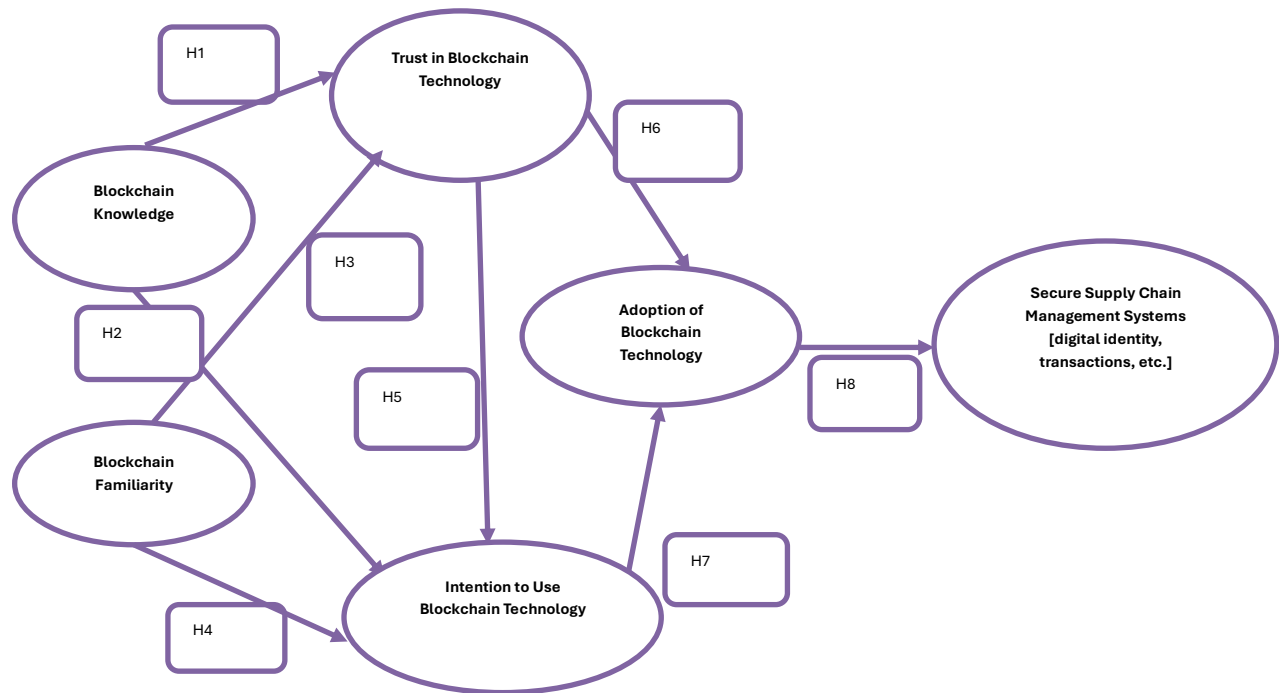 H1
Trust in Blockchain
Technology
H6
Blockchain
Knowledge
H3
H2
Adoption of
Blockchain
Technology
Secure Supply Chain
Management Systems
[digital identity,
transactions, etc.]
H5
H8
Blockchain
Familiarity
H7
Intention to Use
Blockchain Technology
H4